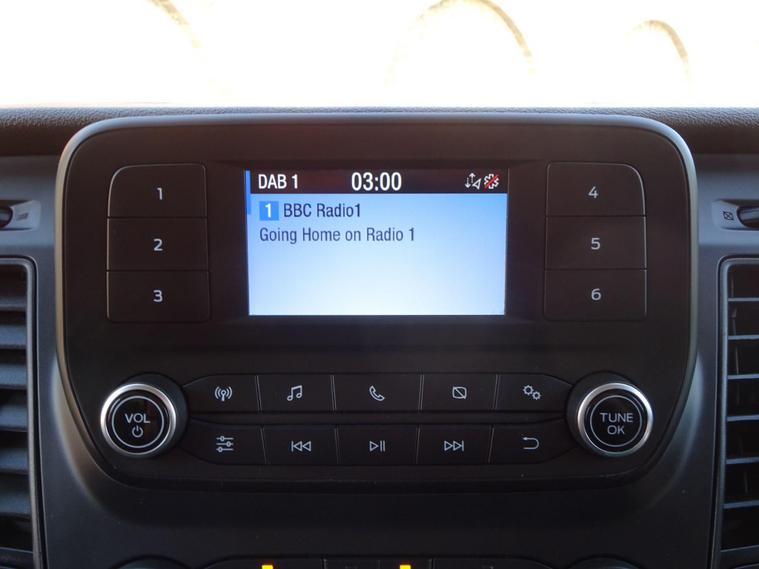 DAB 1 03:00
1 BBC Radio1
Going Home on Radio 1
1
2
3
4
5
6
VOL
TUNE
OK